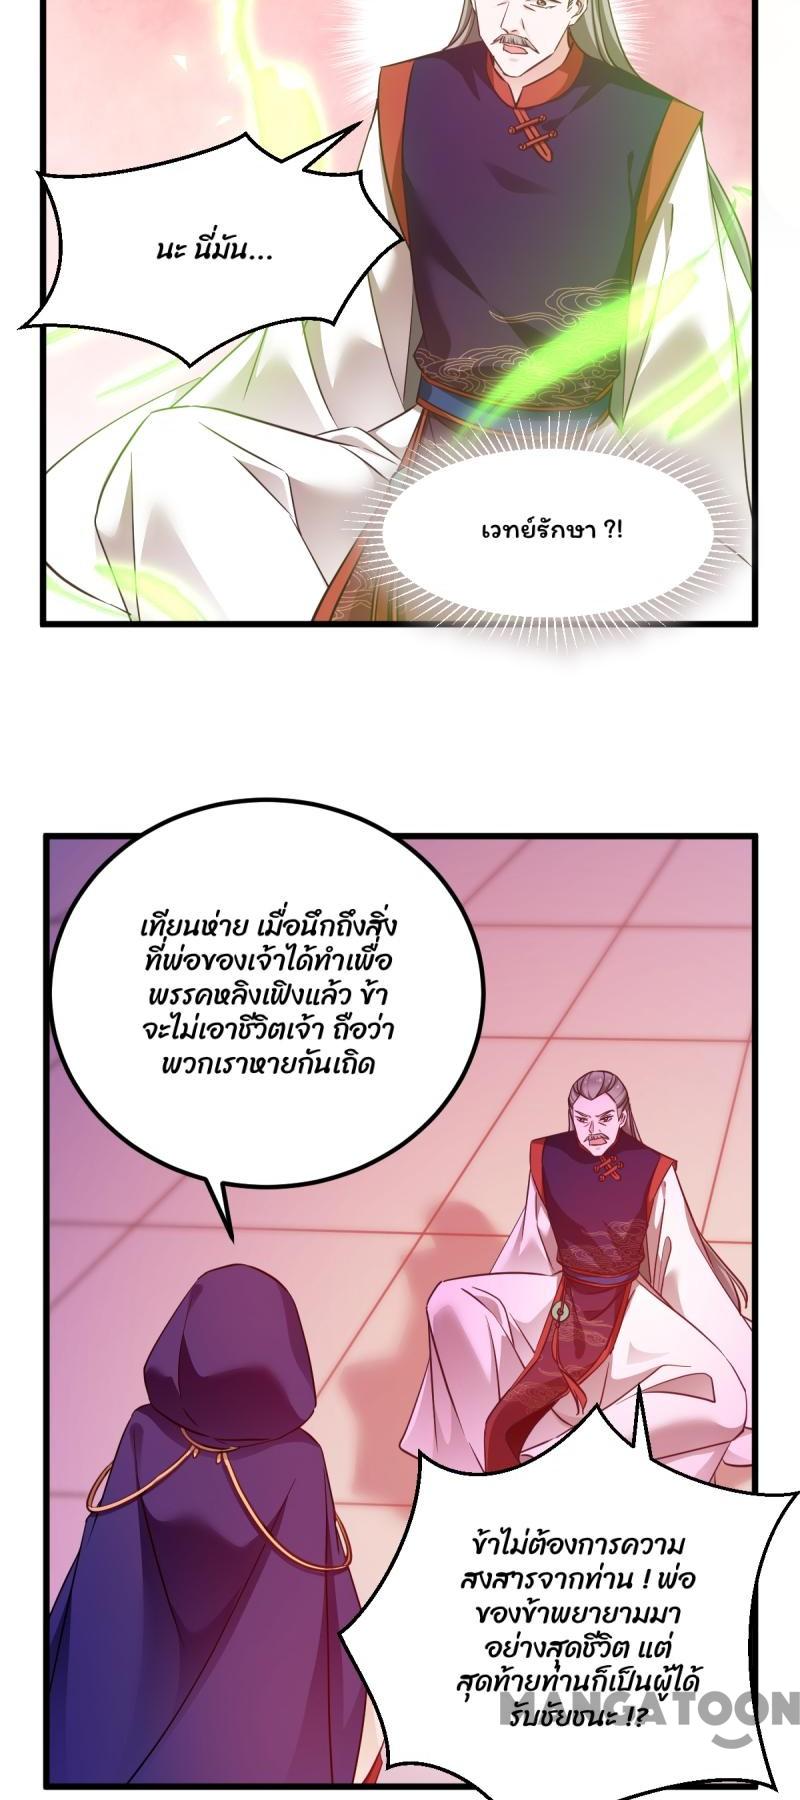 นะ นี่มัน...
เวทย์รักษา ?!
เทียนห่าย เมื่อนึกถึงสิ่ง
ที่พ่อของเจ้าได้ทำเพื่อ
พรรคหลิงเฟิงแล้ว ข้า
จะไม่เอาชีวิตเจ้า ถือว่า
พวกเราหายกันเถิด
ข้าไม่ต้องการความ
สงสารจากท่าน ! พ่อ
ของข้าพยายามมา
อย่างสุดชีวิต แต่
สุดท้ายท่านก็เป็นผู้ได้
รับชัยชนะ !?
MANGATOON